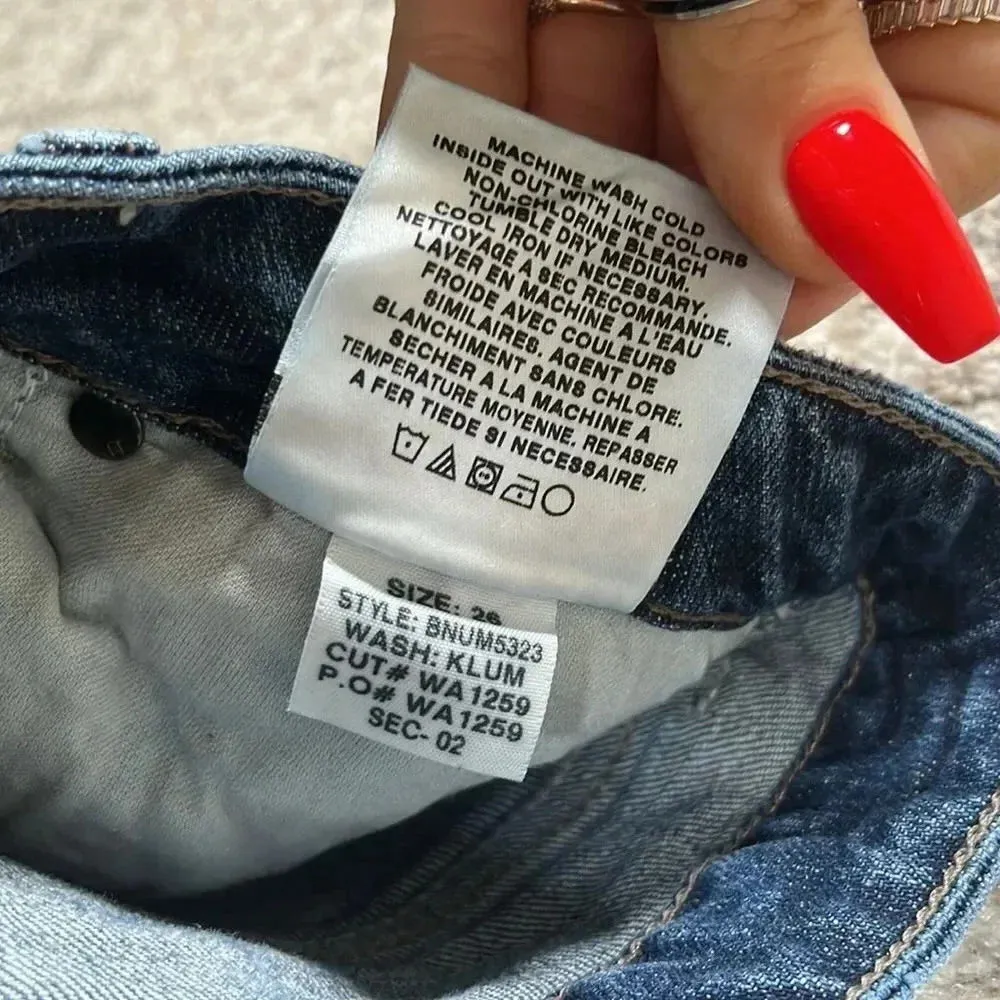 MACHINE WASH COLD
INSIDE OUT WITH LIKE COLORS
NON-CHLORINE BLEACH
TUMBLE DRY MEDIUM.
COOL IRON IF NECESSARY.
NETTOYAGE A SEC RECOMMANDE.
LAVER EN MACHINE A L'EAU
FROIDE AVEC COULEURS
SIMILAIRES. AGENT DE
BLANCHIMENT SANS CHLORE.
SECHER A LA MACHINE A
TEMPERATURE MOYENNE. REPASSER
A FER TIEDE SI NECESSAIRE.
SIZE:
STYLE: BNUM5323
WASH: KLUM
CUT# WA1259
P.O# WA1259
SEC- 02